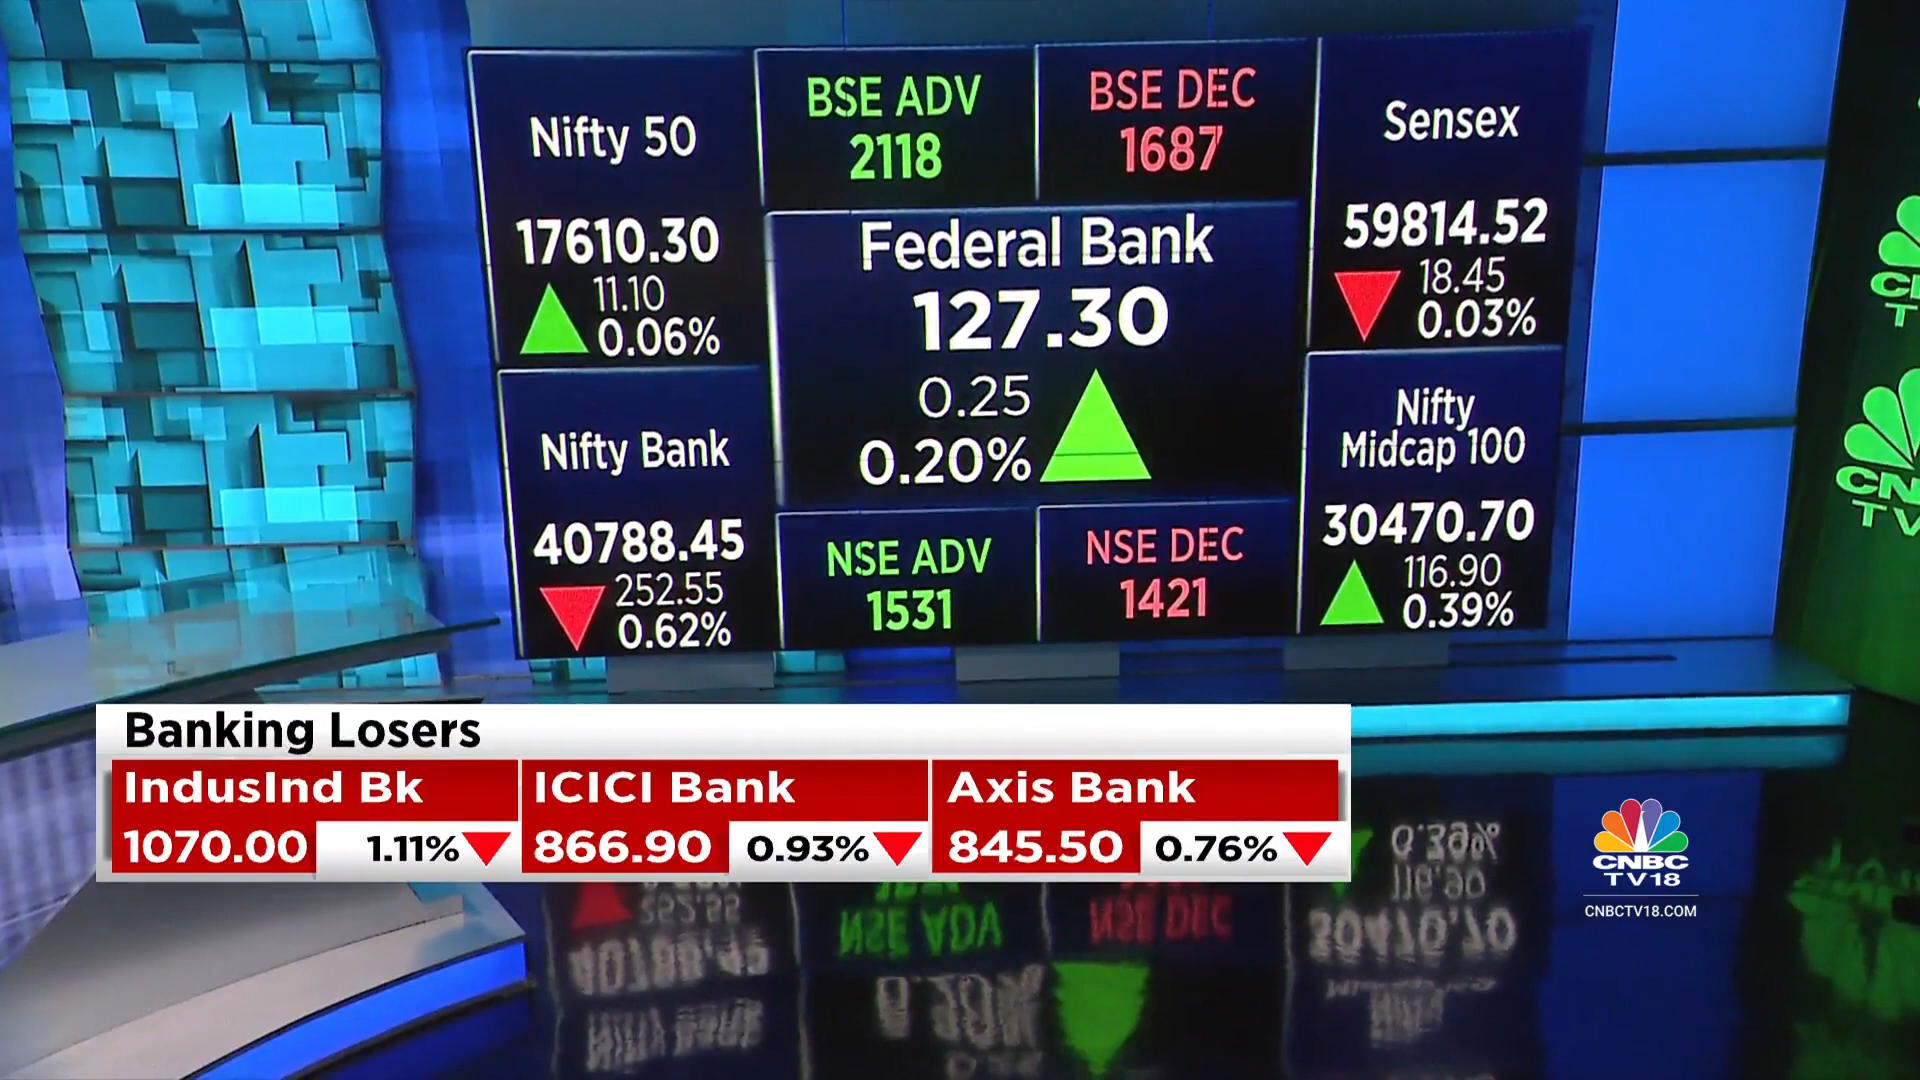 Nifty 50
17610.30
11.10
0.06%
BSE ADV
2118
BSE DEC
1687
Sensex
59814.52
18.45
0.03%
Federal Bank
127.30
0.25
0.20%
Nifty Bank
40788.45
252.55
0.62%
NSE ADV
1531
NSE DEC
1421
Nifty
Midcap 100
30470.70
116.90
0.39%
Banking Losers
IndusInd Bk
1070.00 1.11%
ICICI Bank
866.90 0.93%
Axis Bank
845.50 0.76%
CNBC
TV18
CNBCTV18.COM